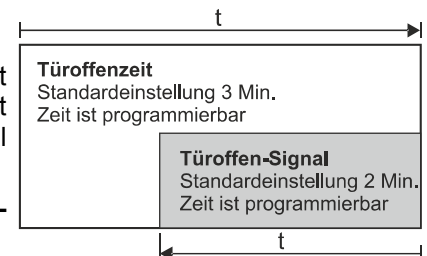 t
t
Türoffenzeit
Standardeinstellung 3 Min.
t
Zeit ist programmierbar
l
Türoffen-Signal
Standardeinstellung 2 Min.
Zeit ist programmierbar
-
t